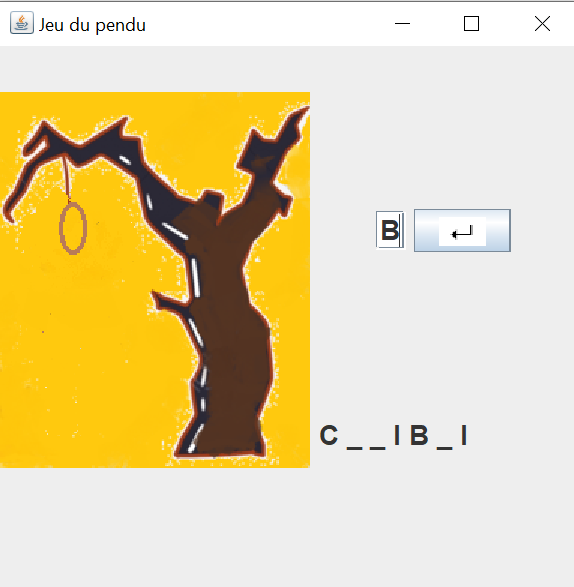 Jeu du pendu
B
C _ _ I B _ I